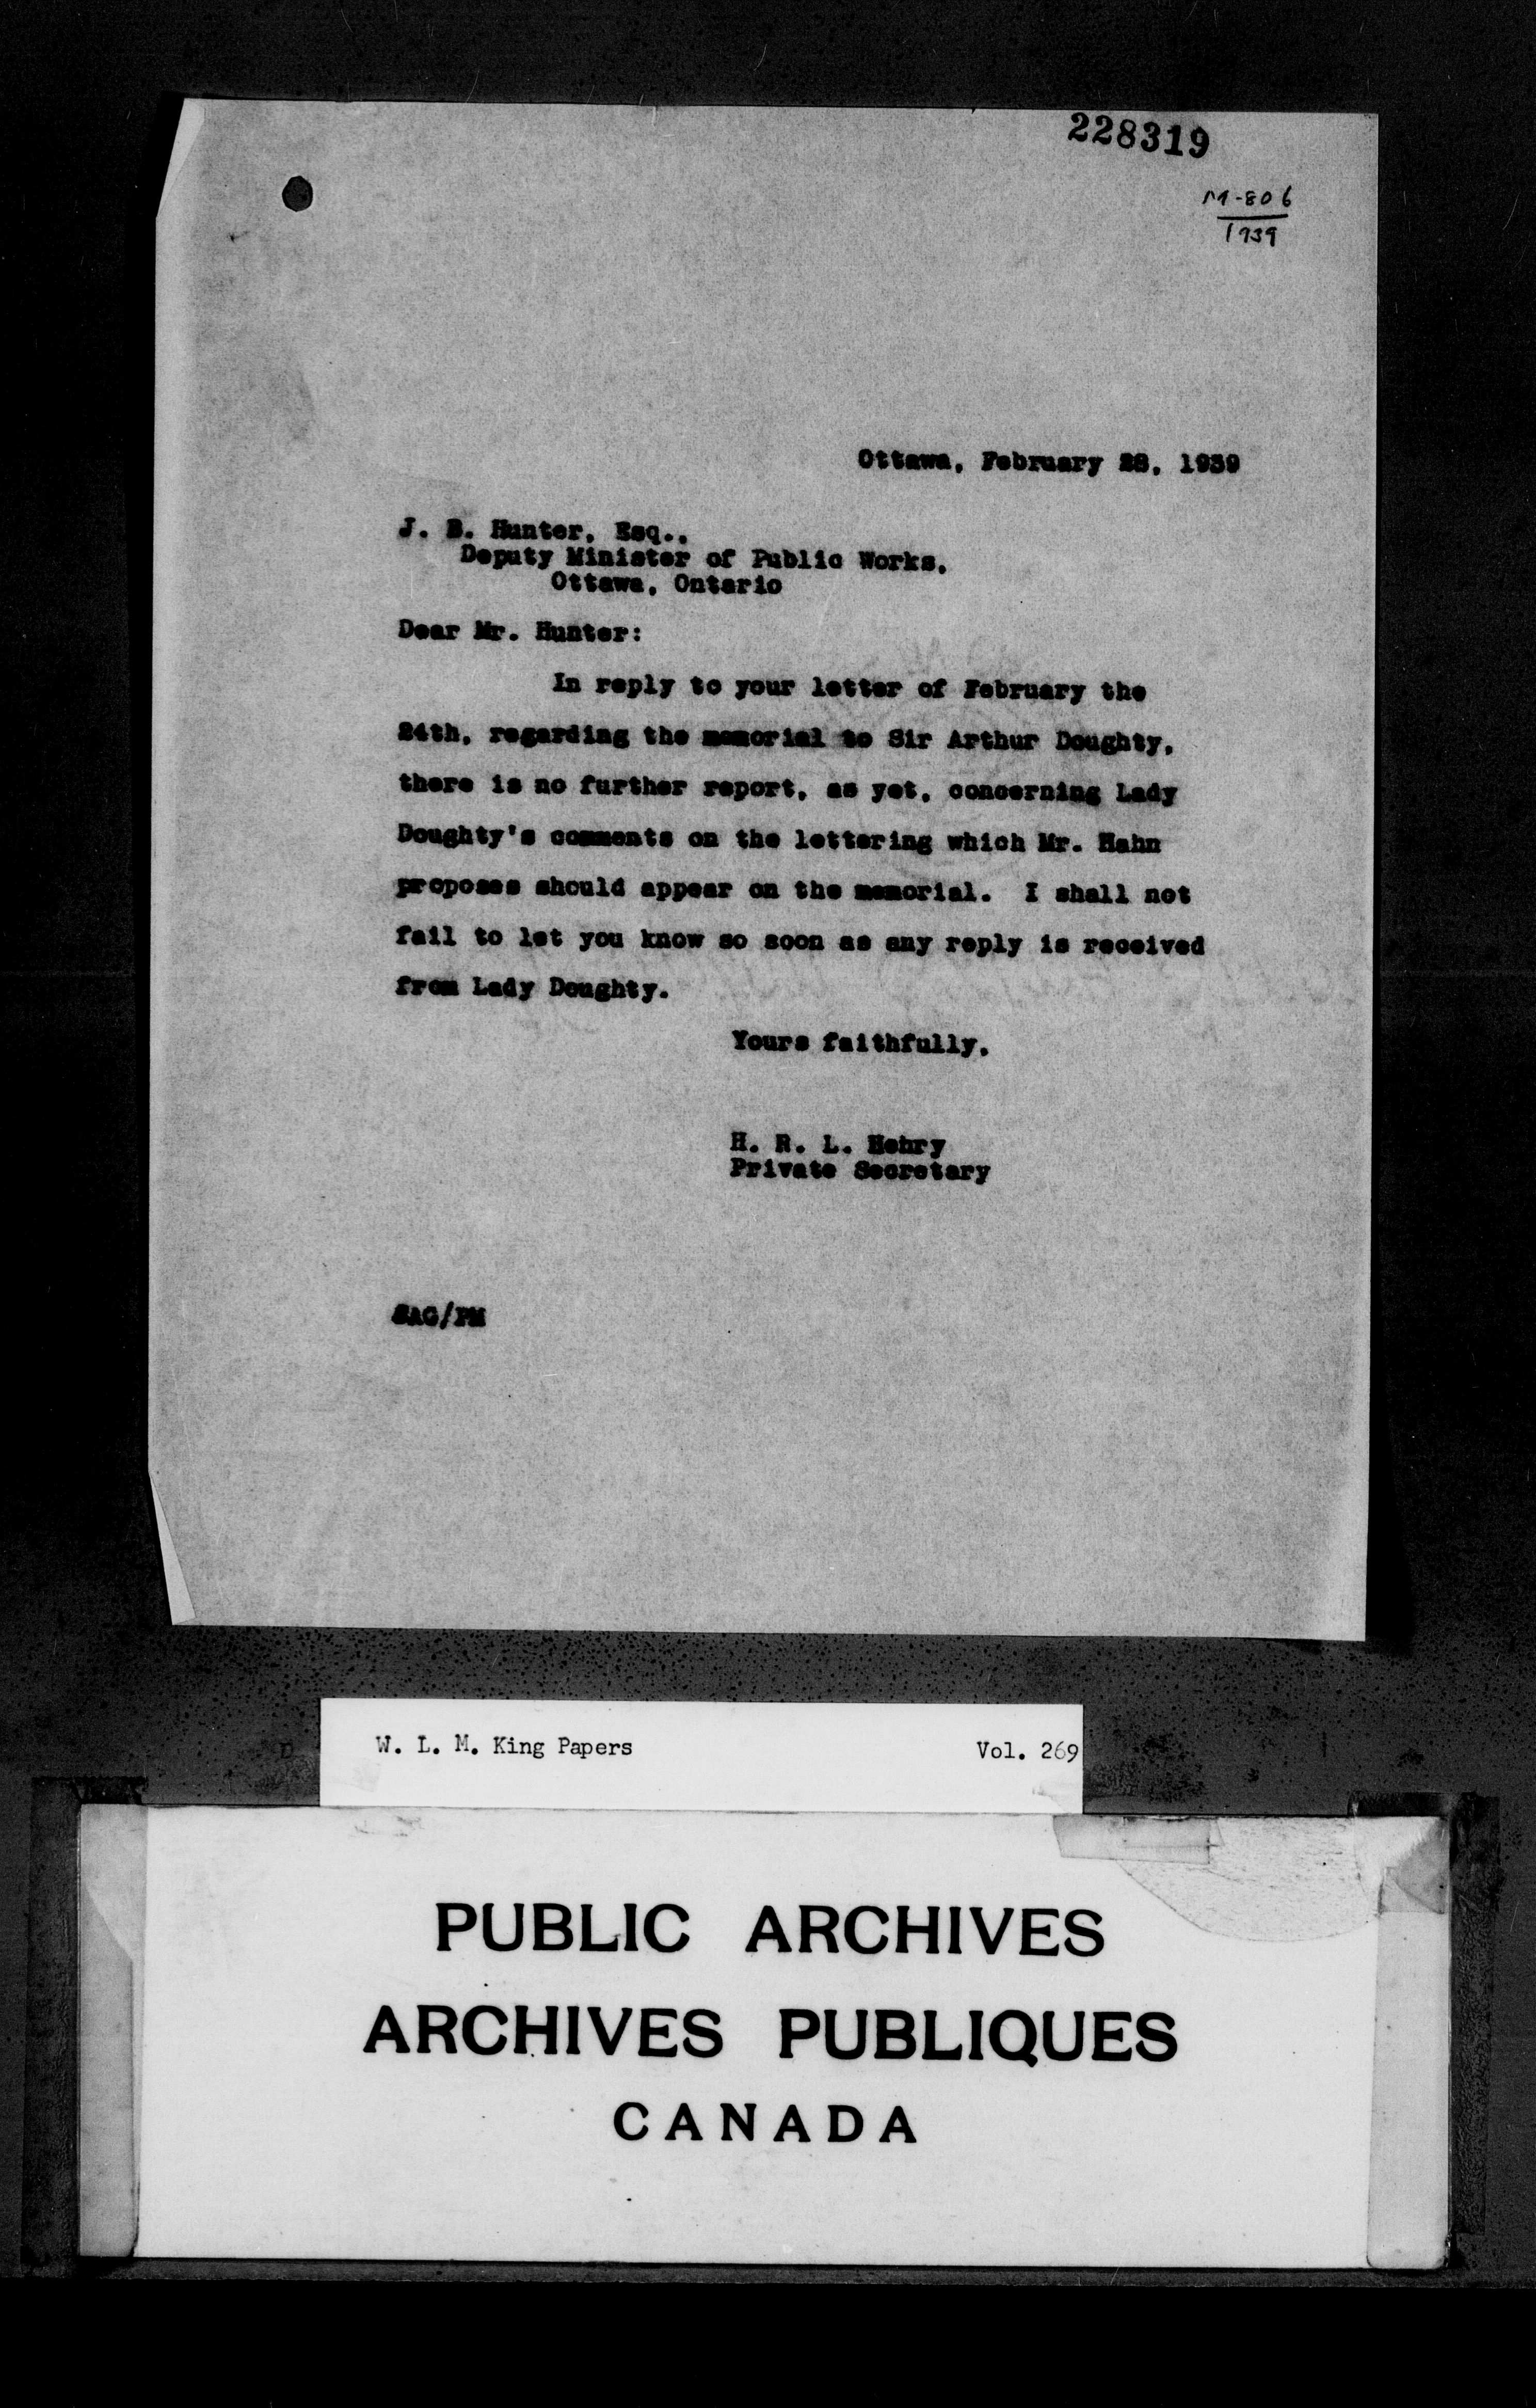 228319
M-806
1939
Ottawa, February 28, 1939
J. B. Hunter, Esq.,
Deputy Minister of Public Works,
Ottawa, Ontario
Dear Mr. Hunter:
In reply to your letter of February the
24th, regarding the memorial to Sir Arthur Doughty,
there is no further report, as yet, concerning Lady
Doughty's comments on the lettering which Mr. Hahn
proposes should appear on the memorial. I shall not
fail to let you know so soon as any reply is received
from Lady Doughty.
Yours faithfully,
H. R. L. Henry
Private Secretary
SAG/PM
W. L. M. King Papers Vol. 269
PUBLIC ARCHIVES
ARCHIVES PUBLIQUES
CANADA